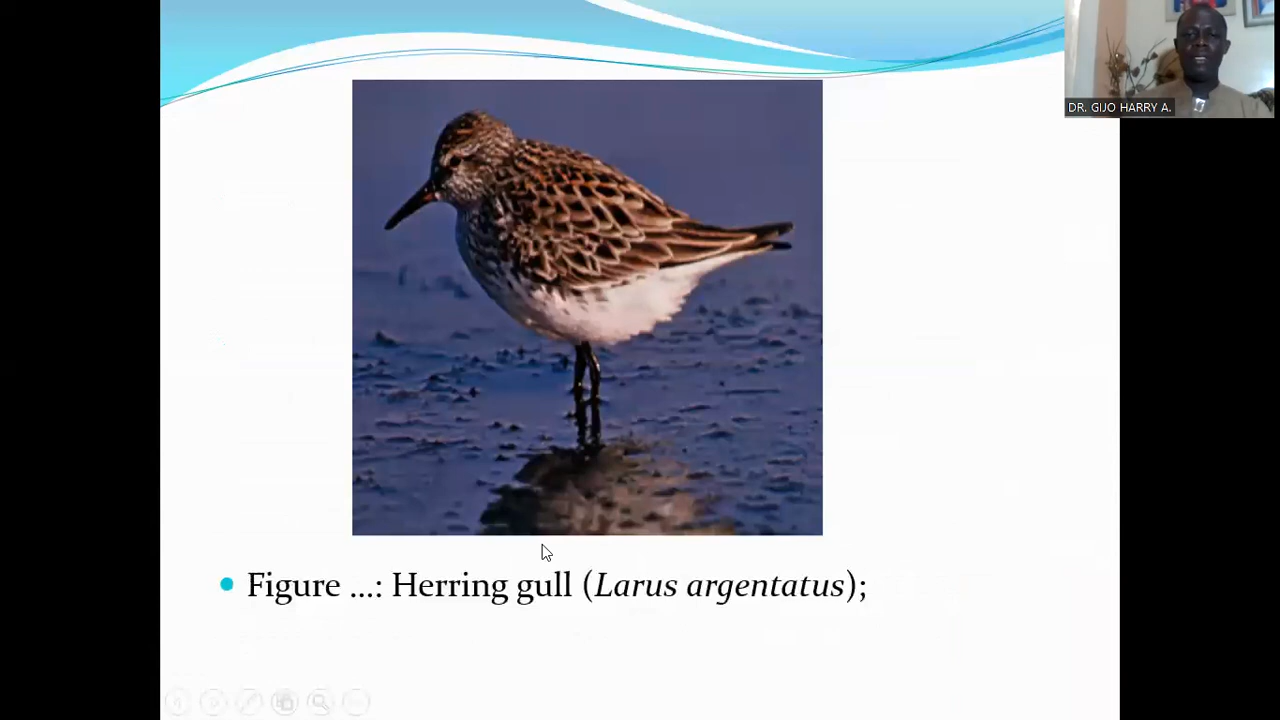 DR. GIJO HARRY A.
Figure ...: Herring gull (Larus argentatus);